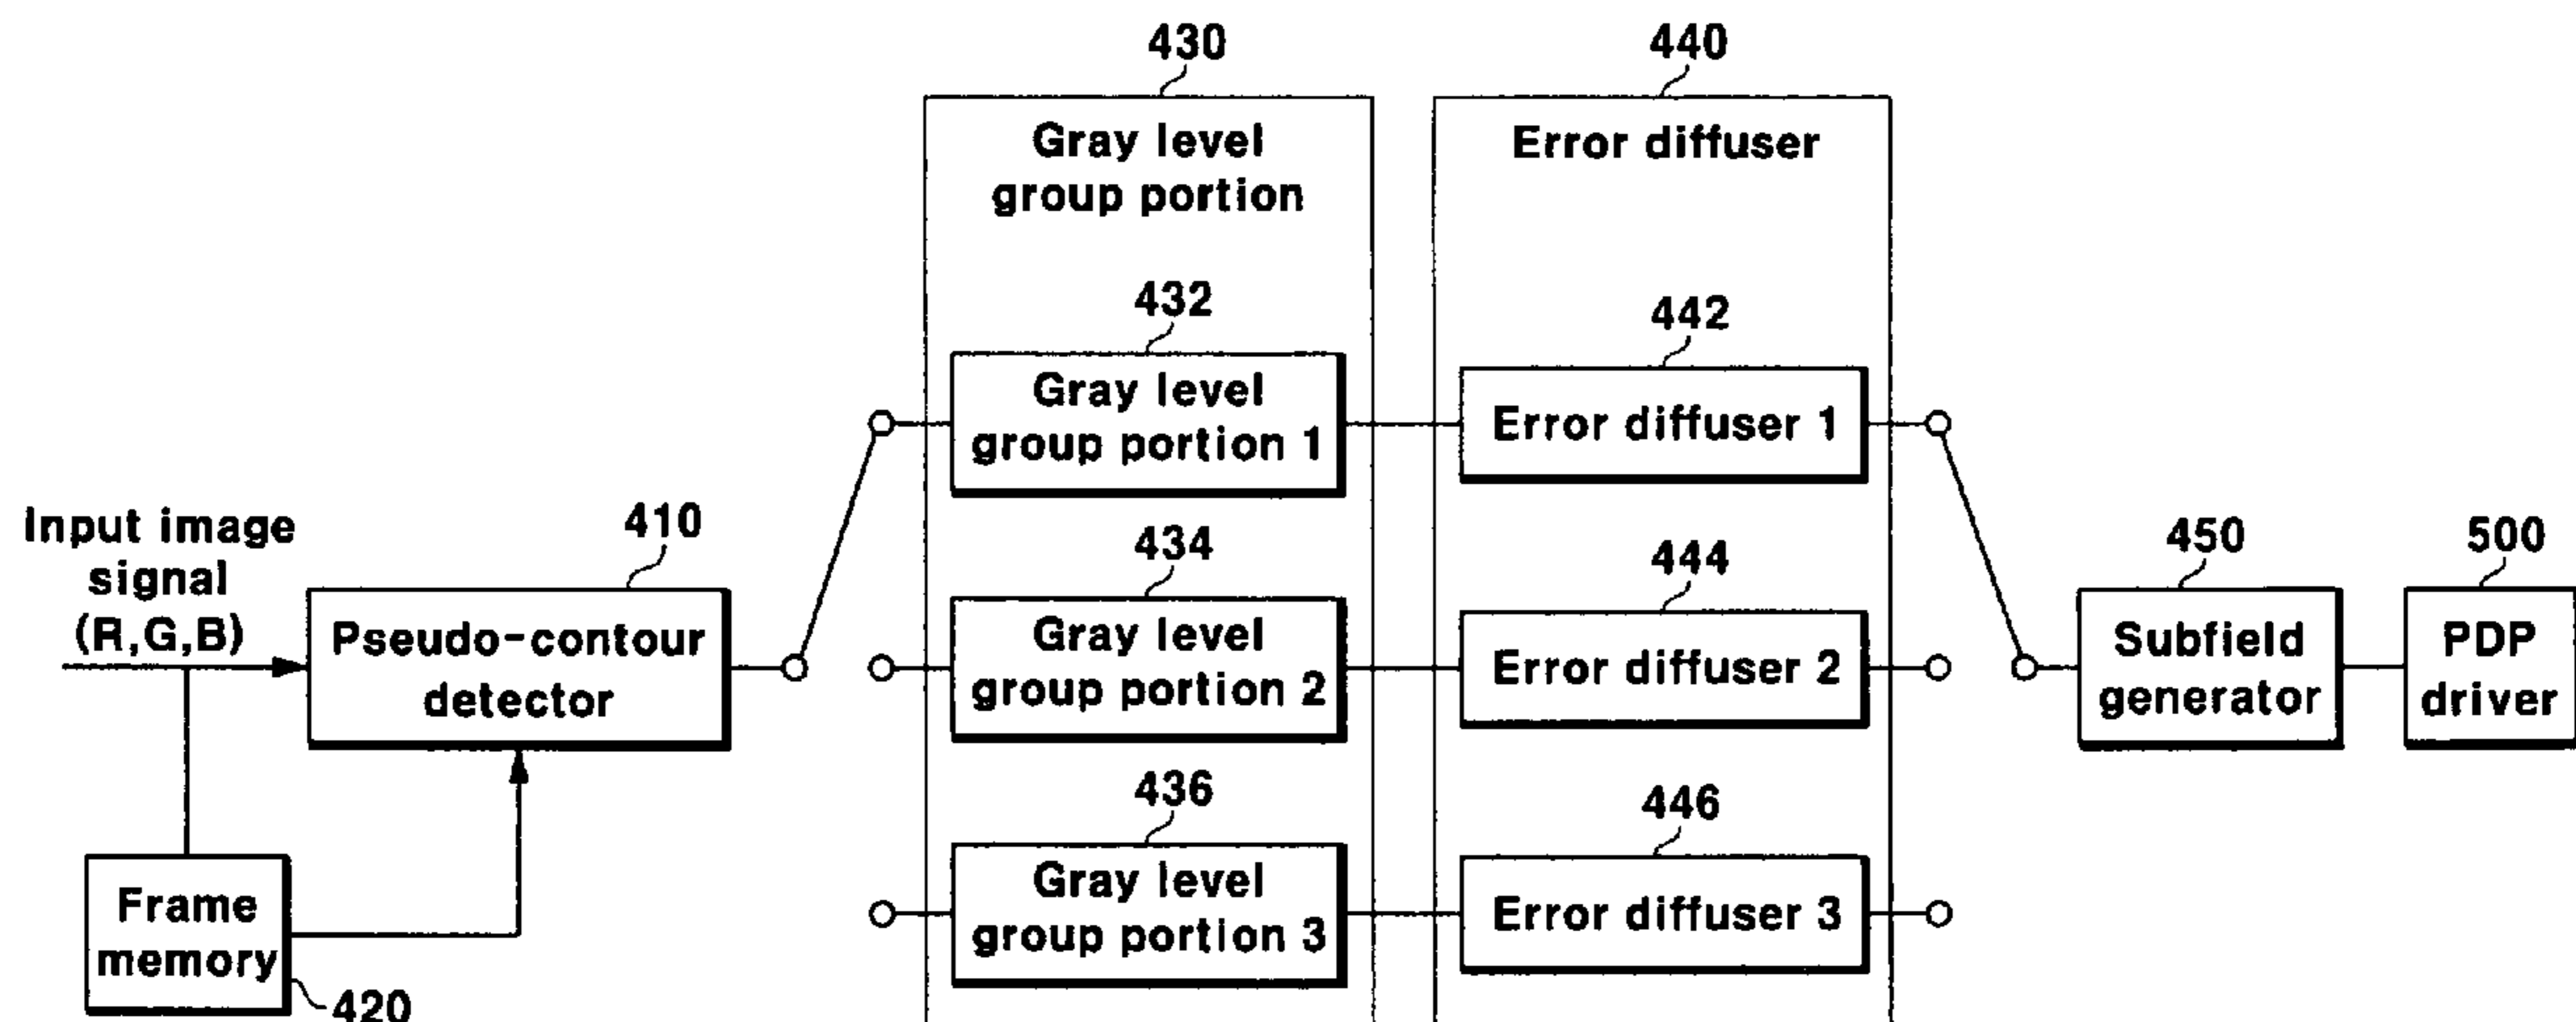 430
440
Gray level
group portion
Error diffuser
432
442
Gray level
group portion 1
Error diffuser 1
Input image
signal
(R,G,B)
410
434
444
450
500
Pseudo-contour
detector
Gray level
group portion 2
Error diffuser 2
Subfield
generator
PDP
driver
436
446
Frame
memory
420
Gray level
group portion 3
Error diffuser 3